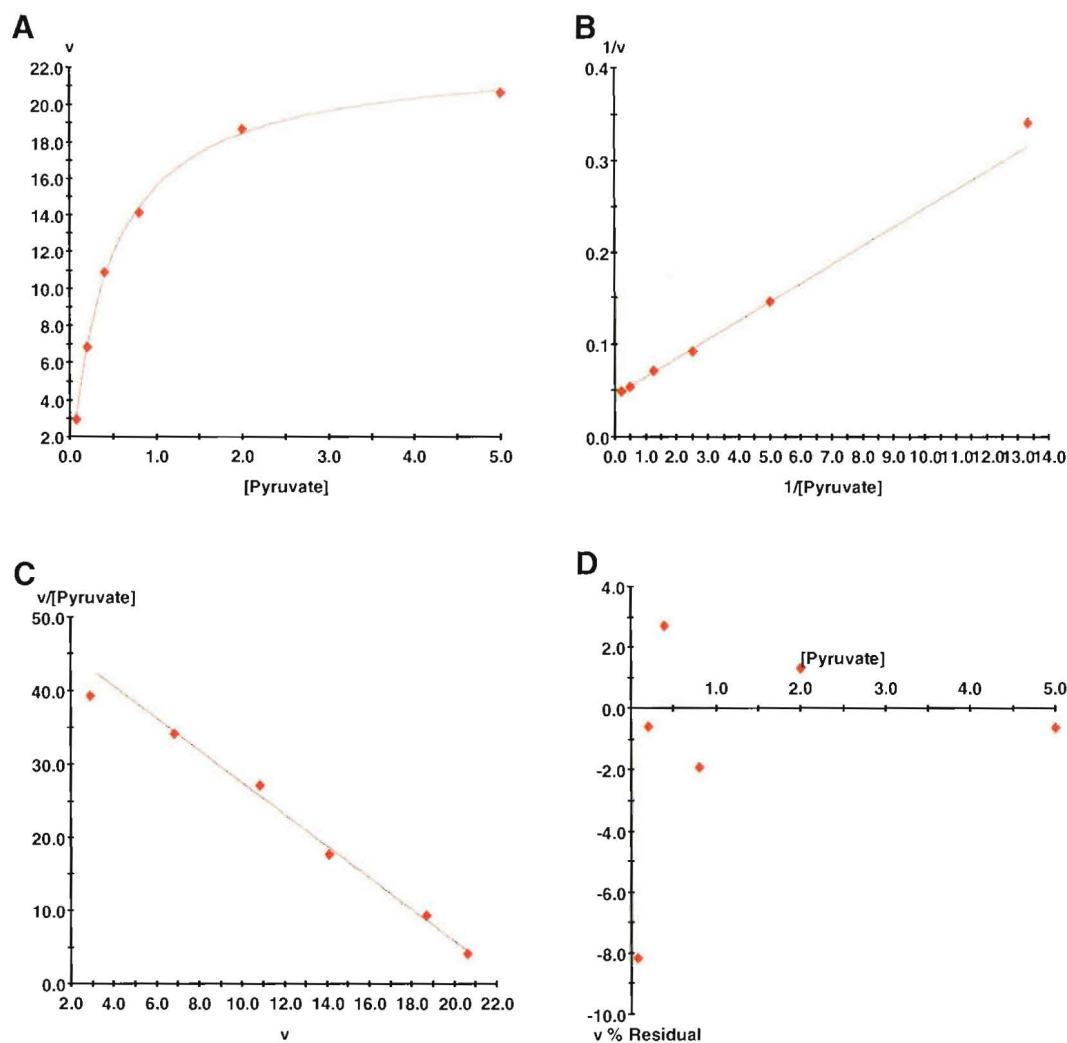 A
v
22.0
20.0
18.0
16.0
14.0
12.0
10.0
8.0
6.0
4.0
2.0
0.0 1.0 2.0 3.0 4.0 5.0
[Pyruvate]
B
1/v
0.4
0.3
0.2
0.1
0.0
0.0 1.0 2.0 3.0 4.0 5.0 6.0 7.0 8.0 9.0 10.0 11.0 12.0 13.0 14.0
1/[Pyruvate]
C
v/[Pyruvate]
50.0
40.0
30.0
20.0
10.0
0.0
2.0 4.0 6.0 8.0 10.0 12.0 14.0 16.0 18.0 20.0 22.0
v
D
4.0
2.0
[Pyruvate]
1.0 2.0 3.0 4.0 5.0
0.0
-2.0
-4.0
-6.0
-8.0
-10.0
v % Residual